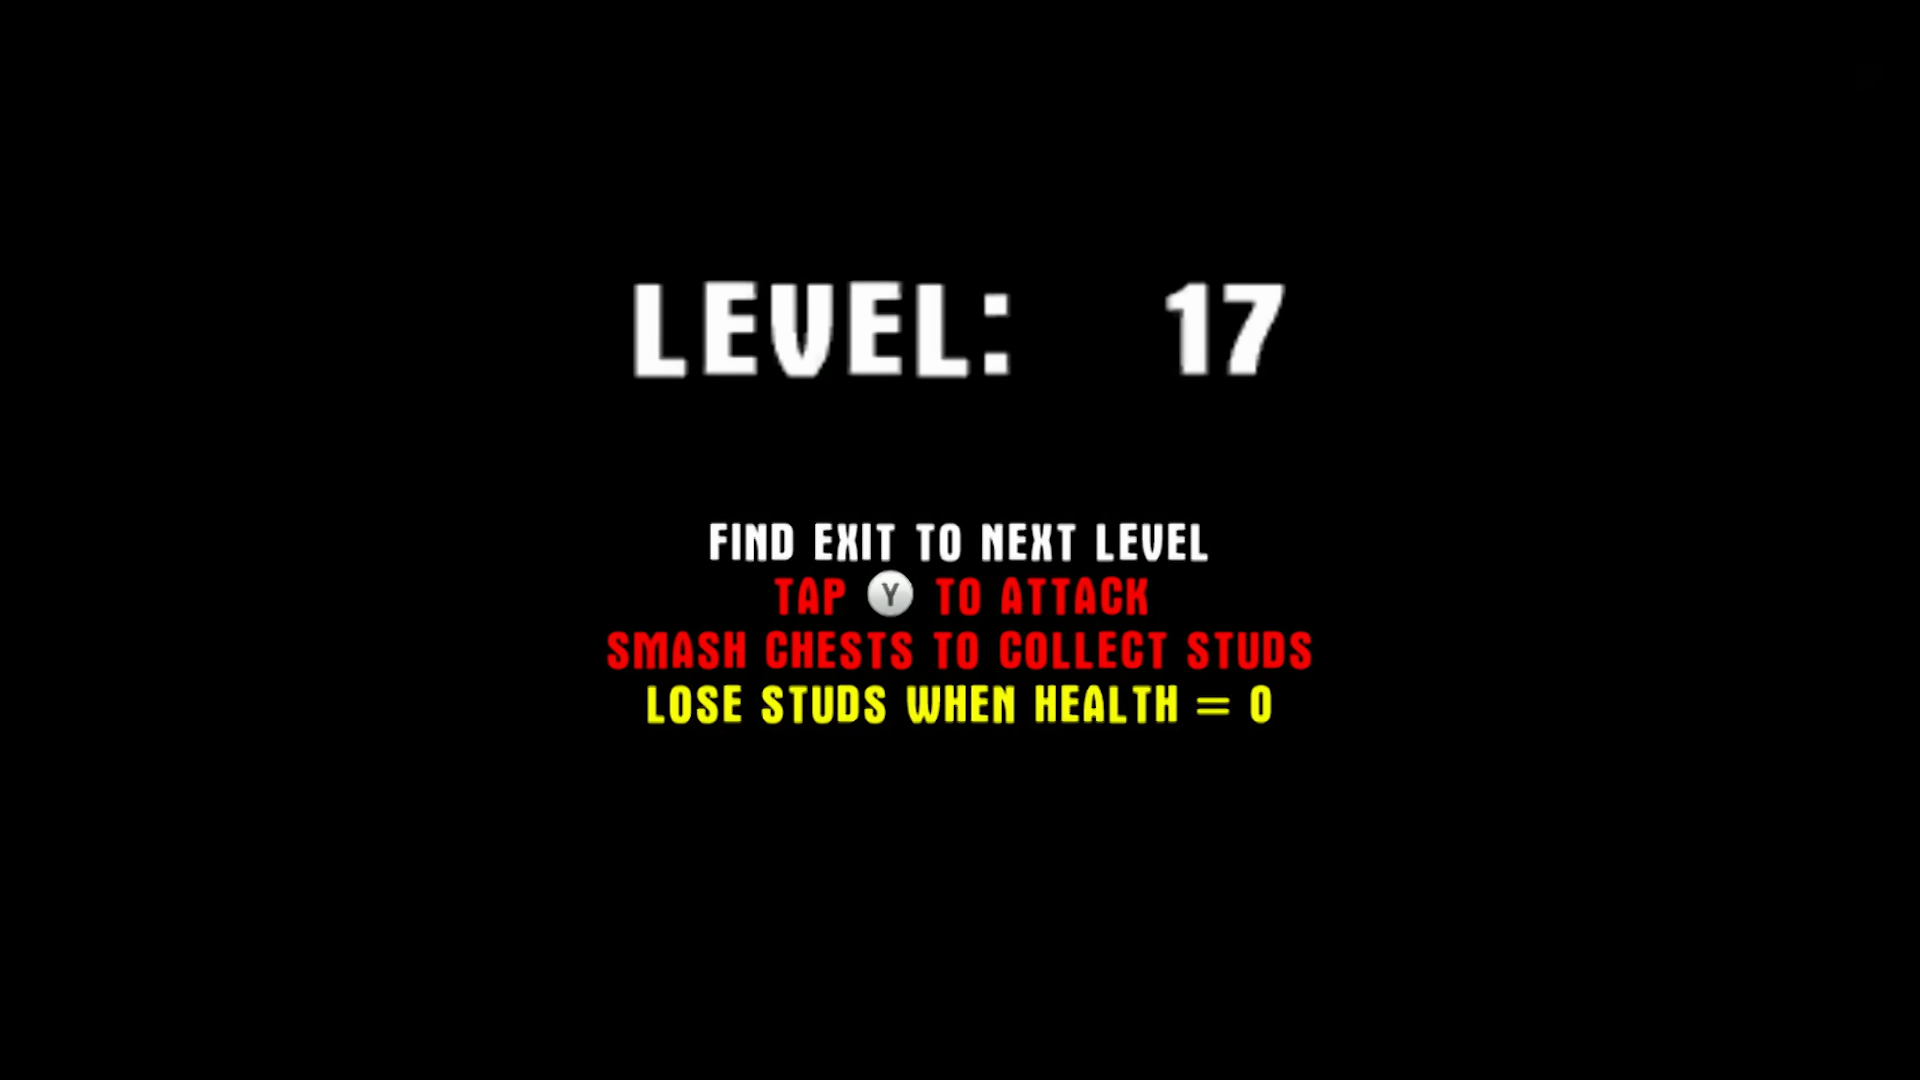 LEVEL: 17
FIND EXIT TO NEXT LEVEL
TAP Y TO ATTACK
SMASH CHESTS TO COLLECT STUDS
LOSE STUDS WHEN HEALTH = 0